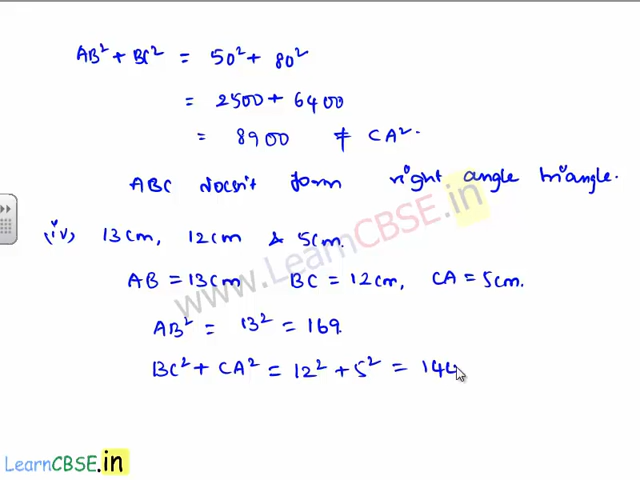 AB² + BC² = 50² + 80²
= 2500 + 6400
= 8900 ≠ CA².
ABC doesn't form right angle triangle.
(iv) 13cm, 12cm & 5cm.
www.LearnCBSE.in
AB = 13cm BC = 12cm, CA = 5cm.
AB² = 13² = 169
BC² + CA² = 12² + 5² = 144
LearnCBSE.in